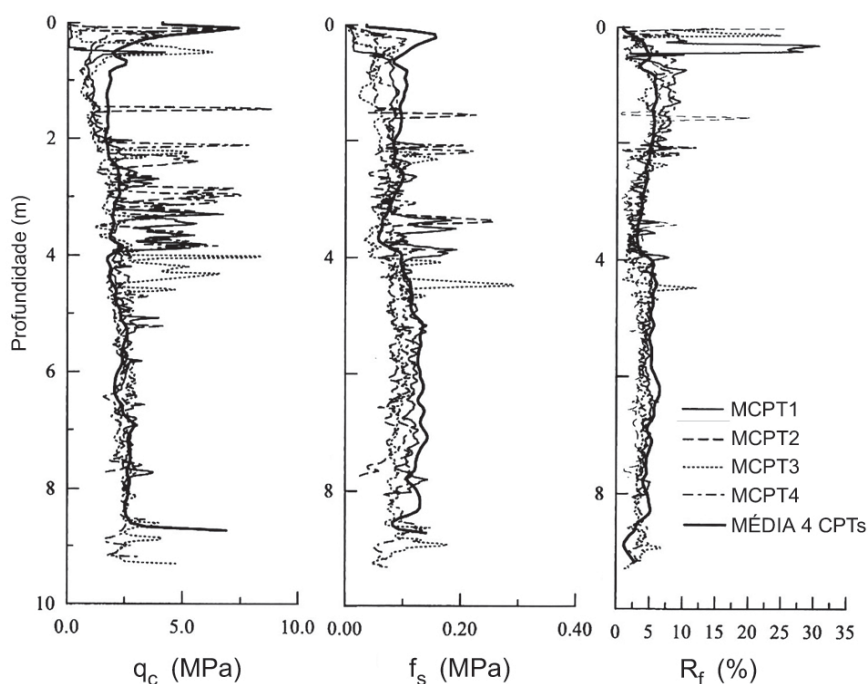 Profundidade (m)
0
2
4
6
8
10
0.0
5.0
10.0
q_c (MPa)
0
4
8
0.00
0.20
0.40
f_s (MPa)
0
4
8
0
5
10
15
20
25
30
35
R_f (%)
MCPT1
MCPT2
MCPT3
MCPT4
MÉDIA 4 CPTs